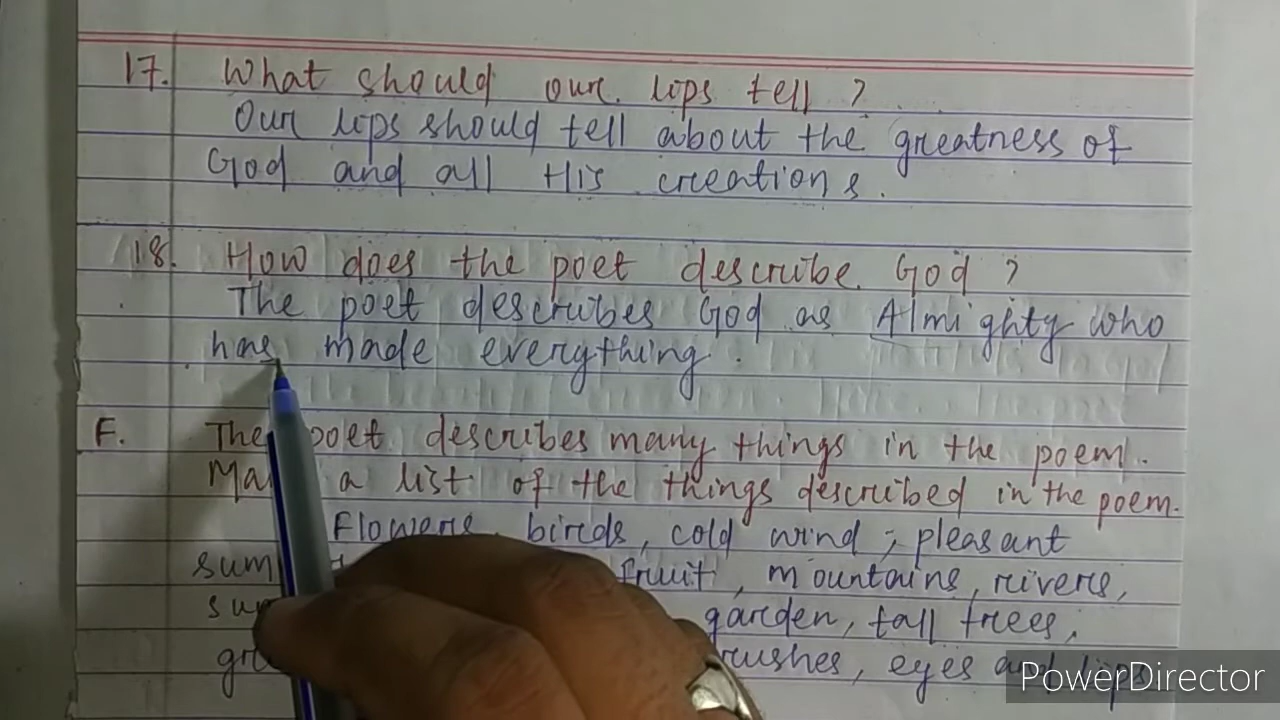 17. What should our lips tell ?
Our lips should tell about the greatness of
God and all His creations.
18. How does the poet describe God ?
The poet describes God as Almighty who
has made everything.
F. The poet describes many things in the poem.
a list of the things described in the poem.
Flowers, birds, cold wind, pleasant
fruit, mountains, rivers,
garden, tall trees,
rushes, eyes and lips
PowerDirector